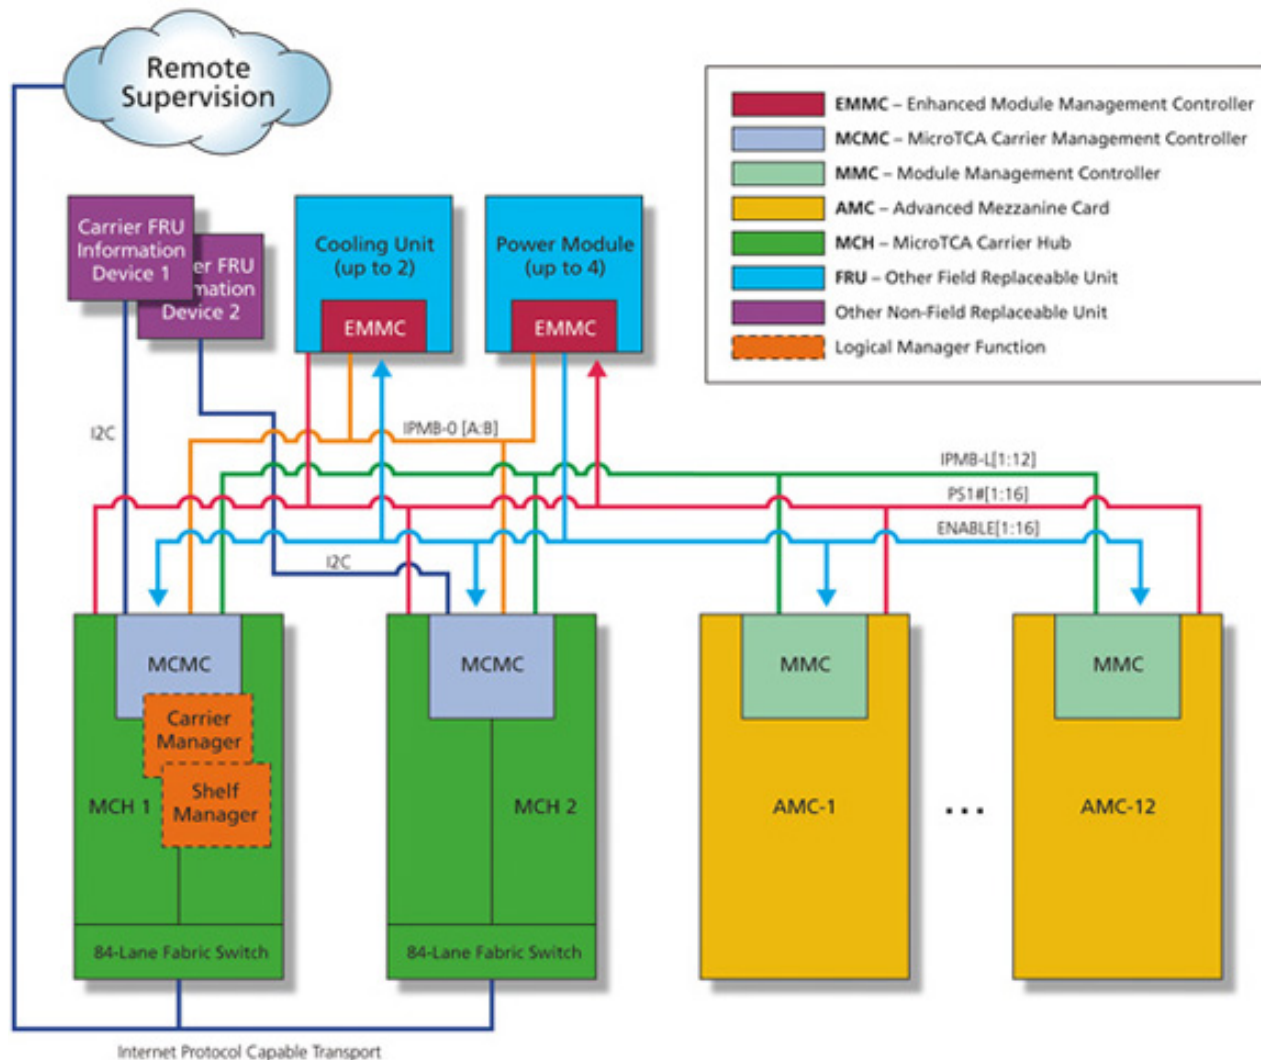 Remote
Supervision
EMMC – Enhanced Module Management Controller
MCMC – MicroTCA Carrier Management Controller
MMC – Module Management Controller
AMC – Advanced Mezzanine Card
MCH – MicroTCA Carrier Hub
FRU – Other Field Replaceable Unit
Other Non-Field Replaceable Unit
Logical Manager Function
Carrier FRU
Information
Device 1
er FRU
mation
Device 2
Cooling Unit
(up to 2)
EMMC
Power Module
(up to 4)
EMMC
I2C
IPMB-0 [A:B]
IPMB-L[1:12]
PS1#[1:16]
ENABLE[1:16]
I2C
MCMC
Carrier
Manager
Shelf
Manager
MCH 1
84-Lane Fabric Switch
MCMC
MCH 2
84-Lane Fabric Switch
MMC
AMC-1
...
MMC
AMC-12
Internet Protocol Capable Transport